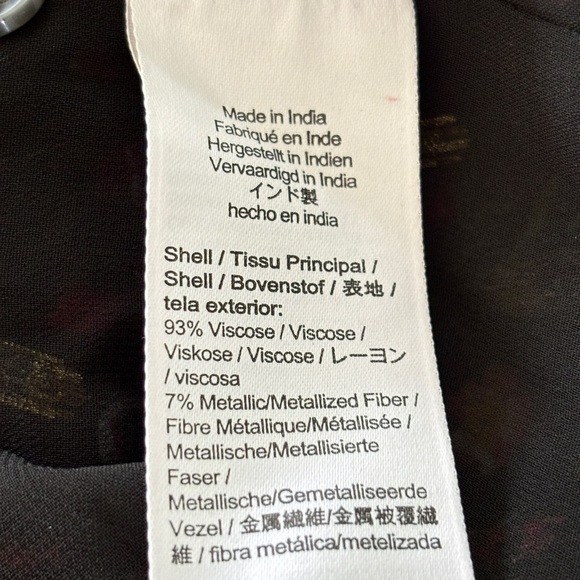 Made in India
Fabriqué en Inde
Hergestellt in Indien
Vervaardigd in India
インド製
hecho en india
Shell / Tissu Principal /
Shell / Bovenstof / 表地 /
tela exterior:
93% Viscose / Viscose /
Viskose / Viscose / レーヨン
/ viscosa
7% Metallic/Metallized Fiber /
Fibre Métallique/Métallisée /
Metallische/Metallisierte
Faser /
Metallische/Gemetalliseerde
Vezel / 金属繊維/金属被覆繊
維 / fibra metálica/metelizada